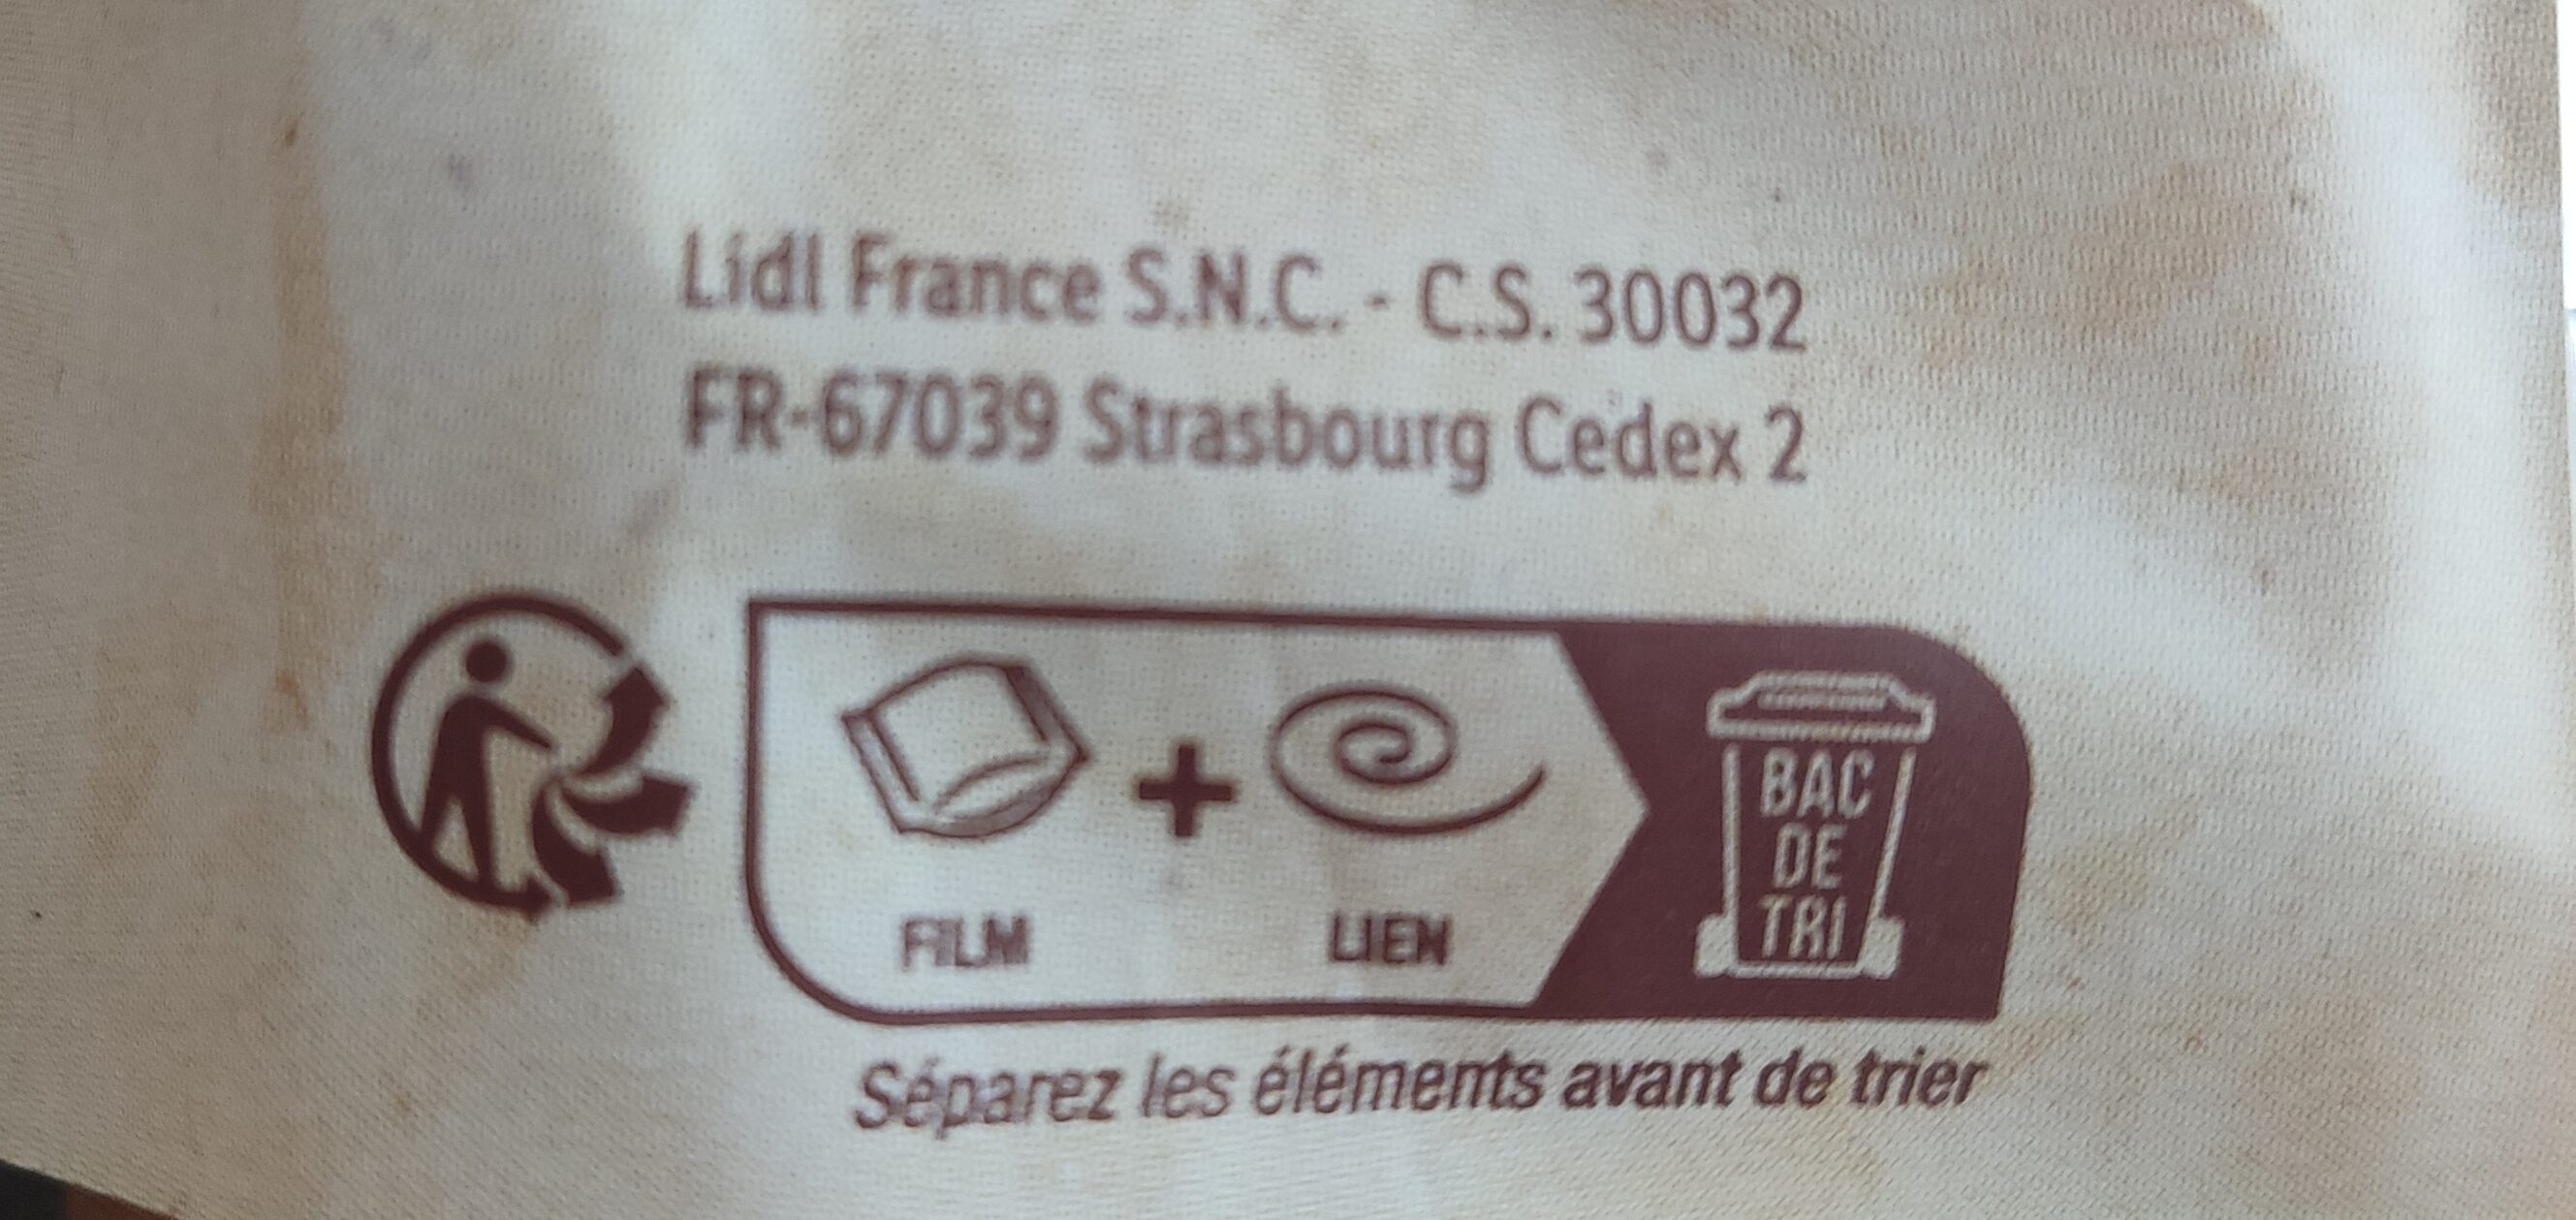 Lidl France S.N.C. - C.S. 30032
FR-67039 Strasbourg Cedex 2
FILM + LIEN
BAC
DE
TRI
Séparez les éléments avant de trier